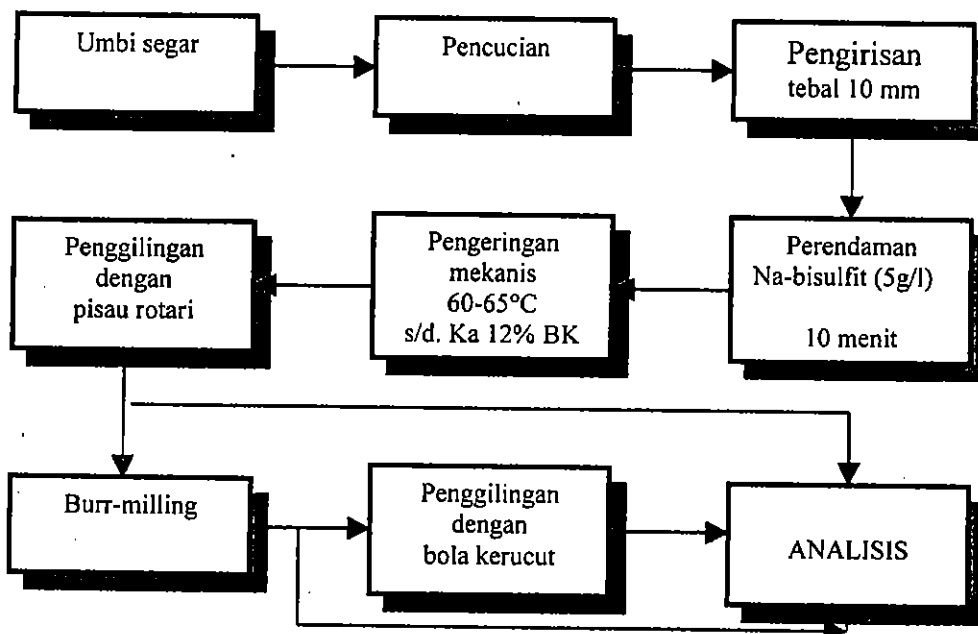 Umbi segar
Pencucian
Pengirisan
tebal 10 mm
Perendaman
Na-bisulfit (5g/l)
10 menit
Pengeringan
mekanis
60-65°C
s/d. Ka 12% BK
Penggilingan
dengan
pisau rotari
Burr-milling
Penggilingan
dengan
bola kerucut
ANALISIS